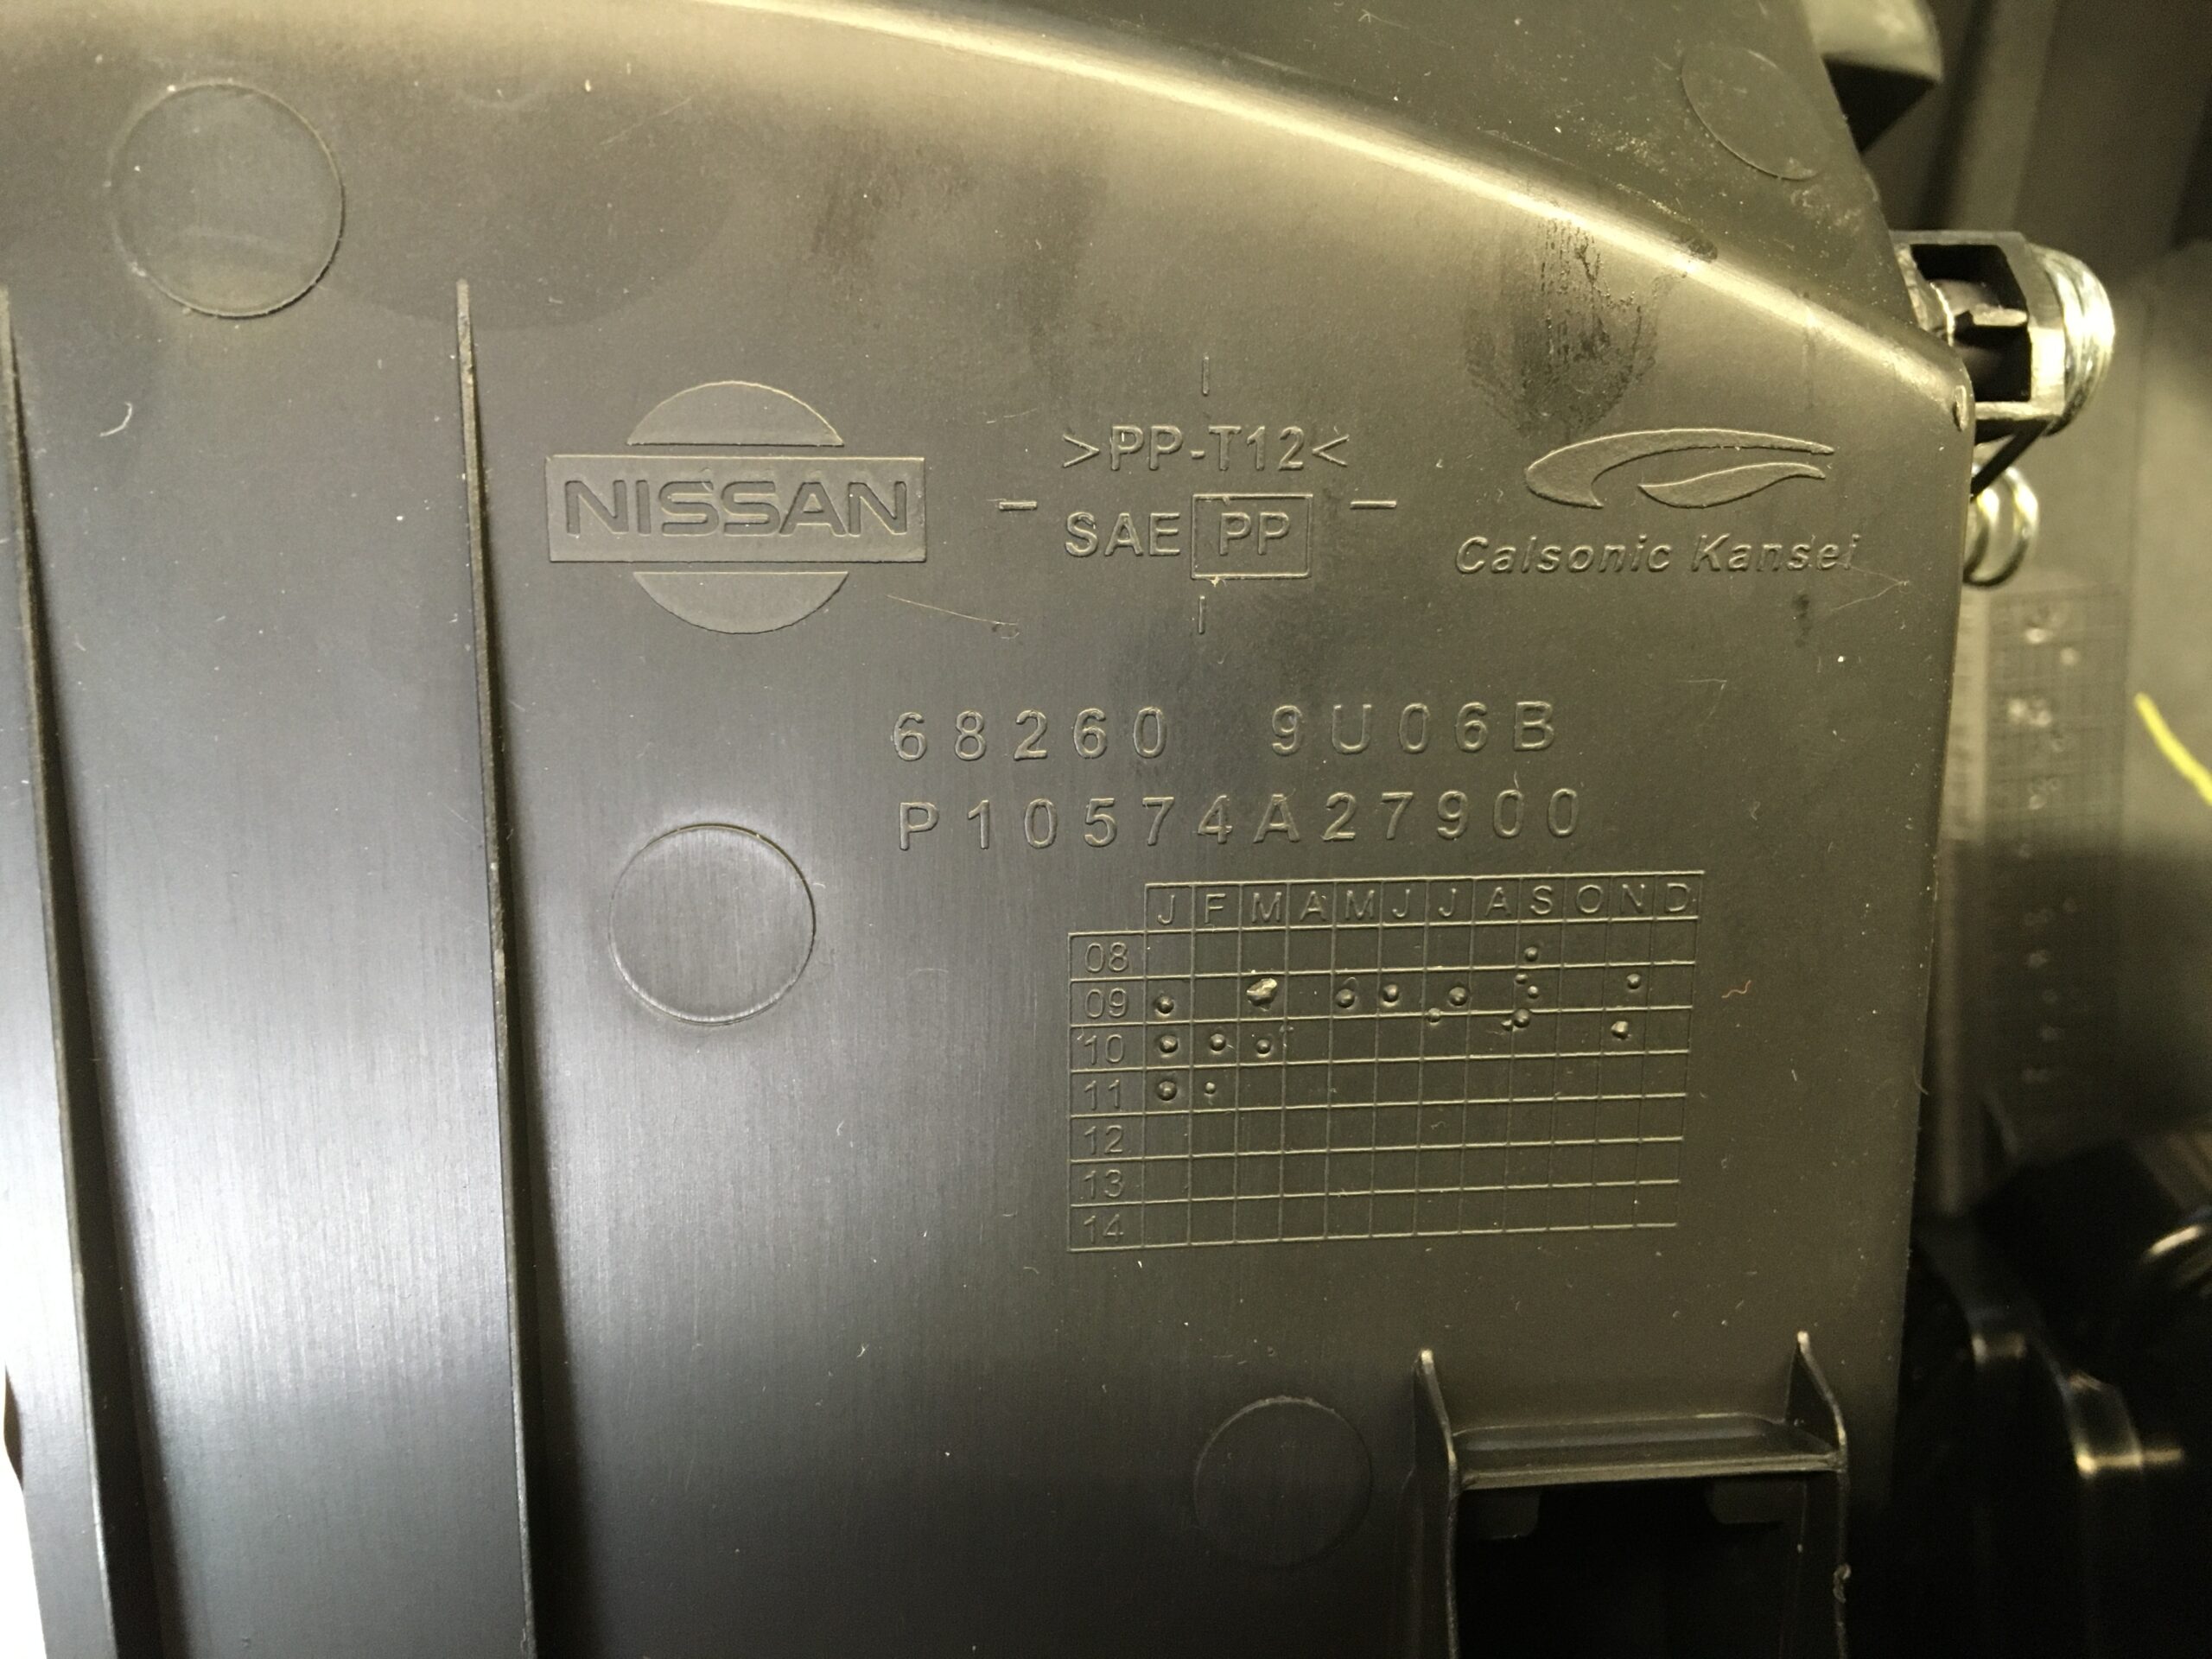 NISSAN
>PP-T12<
SAE PP
Calsonic Kansei
68260 9U06B
P10574A27900
J F M A M J J A S O N D
08
09
10
11
12
13
14